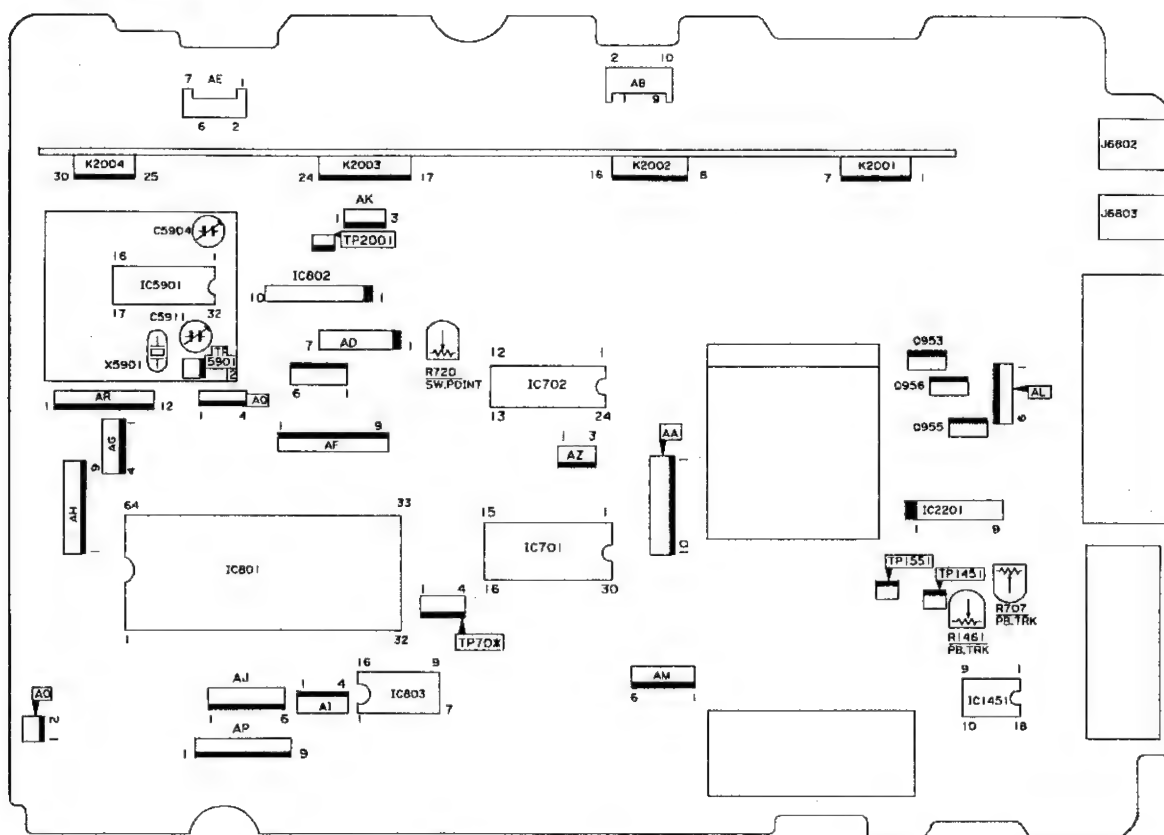 7 AE 1
6 2
2 10
AB
1 9
J6802
K2004
30 25
K2003
24 17
K2002
16 8
K2001
7 1
J6803
AK
1 3
TP2001
C5904
16 1
IC5901
17 32
IC802
10 1
C5911
X5901
TP
5901
2
7 AD 1
R720
SW.POINT
6 1
12 1
IC702
13 24
Q953
Q956
Q955
1
AL
6
AR
1 12
1 4
AQ
1 9
AF
1
AG
4
1 3
AZ
AA
1
10
9
AH
1
64 33
IC801
1 32
15 1
IC701
16 30
IC2201
1 9
TP1551
TP1451
R707
PB.TRK
R1461
PB.TRK
1 4
TP70*
16 9
IC803
1 7
AJ
1 6
1 4
AI
AM
6 1
9 1
IC1451
10 18
AO
2
1
AP
1 9